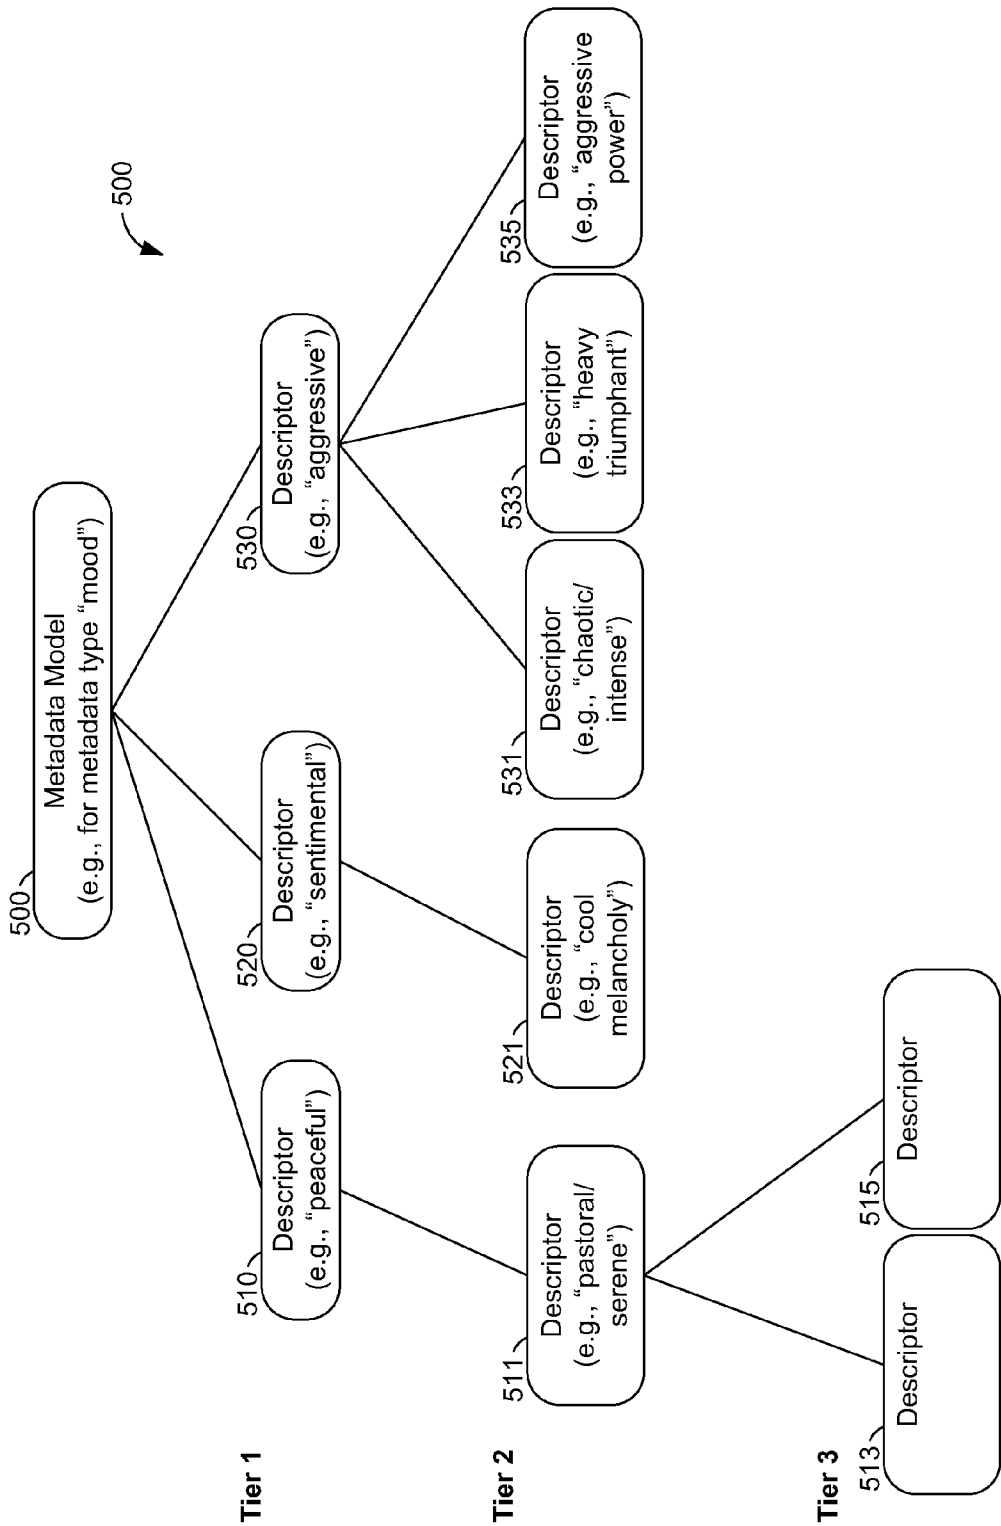 500
500
Metadata Model
(e.g., for metadata type “mood”)
Tier 1
510
Descriptor
(e.g., “peaceful”)
520
Descriptor
(e.g., “sentimental”)
530
Descriptor
(e.g., “aggressive”)
Tier 2
511
Descriptor
(e.g., “pastoral/
serene”)
521
Descriptor
(e.g., “cool
melancholy”)
531
Descriptor
(e.g., “chaotic/
intense”)
533
Descriptor
(e.g., “heavy
triumphant”)
535
Descriptor
(e.g., “aggressive
power”)
Tier 3
513
Descriptor
515
Descriptor